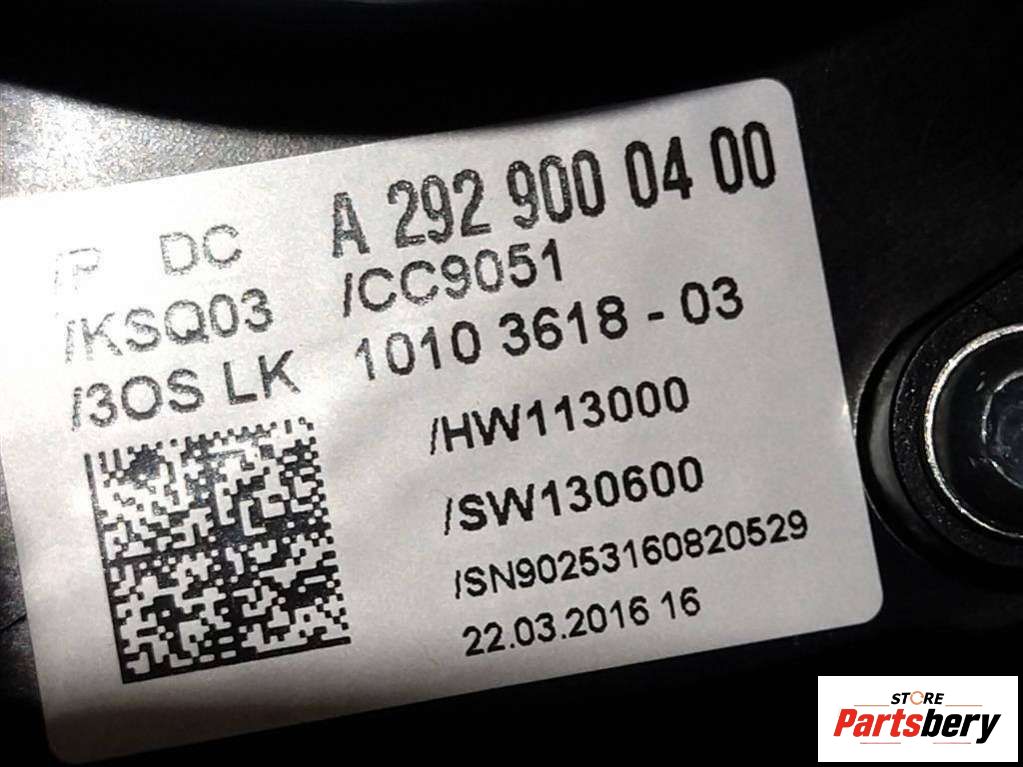 /P DC A 292 900 04 00
/KSQ03 /CC9051
/3OS LK 1010 3618 - 03
/HW113000
/SW130600
/SN90253160820529
22.03.2016 16
STORE
Partsbery